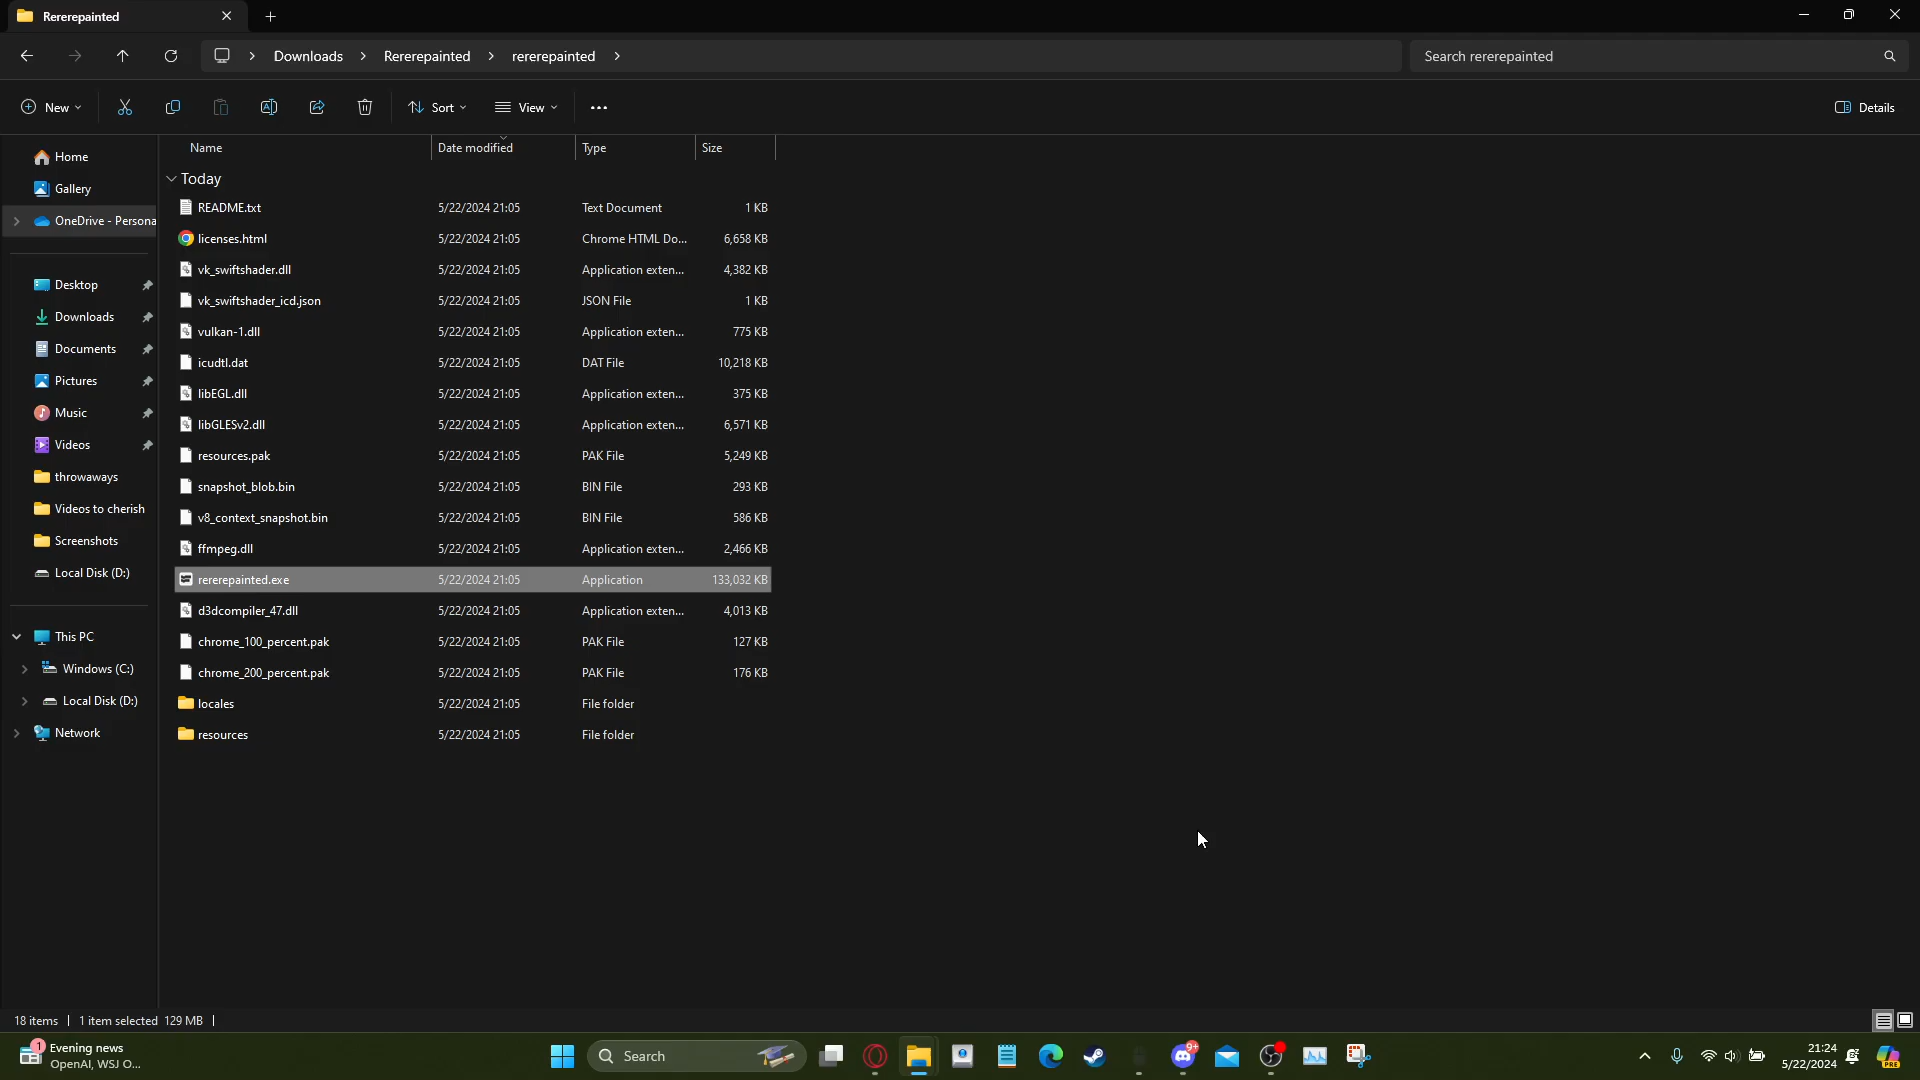 Rererepainted
Downloads > Rererepainted > rererepainted >
Search rererepainted
New
Sort
View
Details
Name Date modified Type Size
Home
Gallery
OneDrive - Persona
Desktop
Downloads
Documents
Pictures
Music
Videos
throwaways
Videos to cherish
Screenshots
Local Disk (D:)
This PC
Windows (C:)
Local Disk (D:)
Network
Today
README.txt 5/22/2024 21:05 Text Document 1 KB
licenses.html 5/22/2024 21:05 Chrome HTML Do... 6,658 KB
vk_swiftshader.dll 5/22/2024 21:05 Application exten... 4,382 KB
vk_swiftshader_icd.json 5/22/2024 21:05 JSON File 1 KB
vulkan-1.dll 5/22/2024 21:05 Application exten... 775 KB
icudtl.dat 5/22/2024 21:05 DAT File 10,218 KB
libEGL.dll 5/22/2024 21:05 Application exten... 375 KB
libGLESv2.dll 5/22/2024 21:05 Application exten... 6,571 KB
resources.pak 5/22/2024 21:05 PAK File 5,249 KB
snapshot_blob.bin 5/22/2024 21:05 BIN File 293 KB
v8_context_snapshot.bin 5/22/2024 21:05 BIN File 586 KB
ffmpeg.dll 5/22/2024 21:05 Application exten... 2,466 KB
rererepainted.exe 5/22/2024 21:05 Application 133,032 KB
d3dcompiler_47.dll 5/22/2024 21:05 Application exten... 4,013 KB
chrome_100_percent.pak 5/22/2024 21:05 PAK File 127 KB
chrome_200_percent.pak 5/22/2024 21:05 PAK File 176 KB
locales 5/22/2024 21:05 File folder
resources 5/22/2024 21:05 File folder
18 items | 1 item selected 129 MB |
1
Evening news
OpenAI, WSJ O...
Search
9+
21:24
5/22/2024
PRE